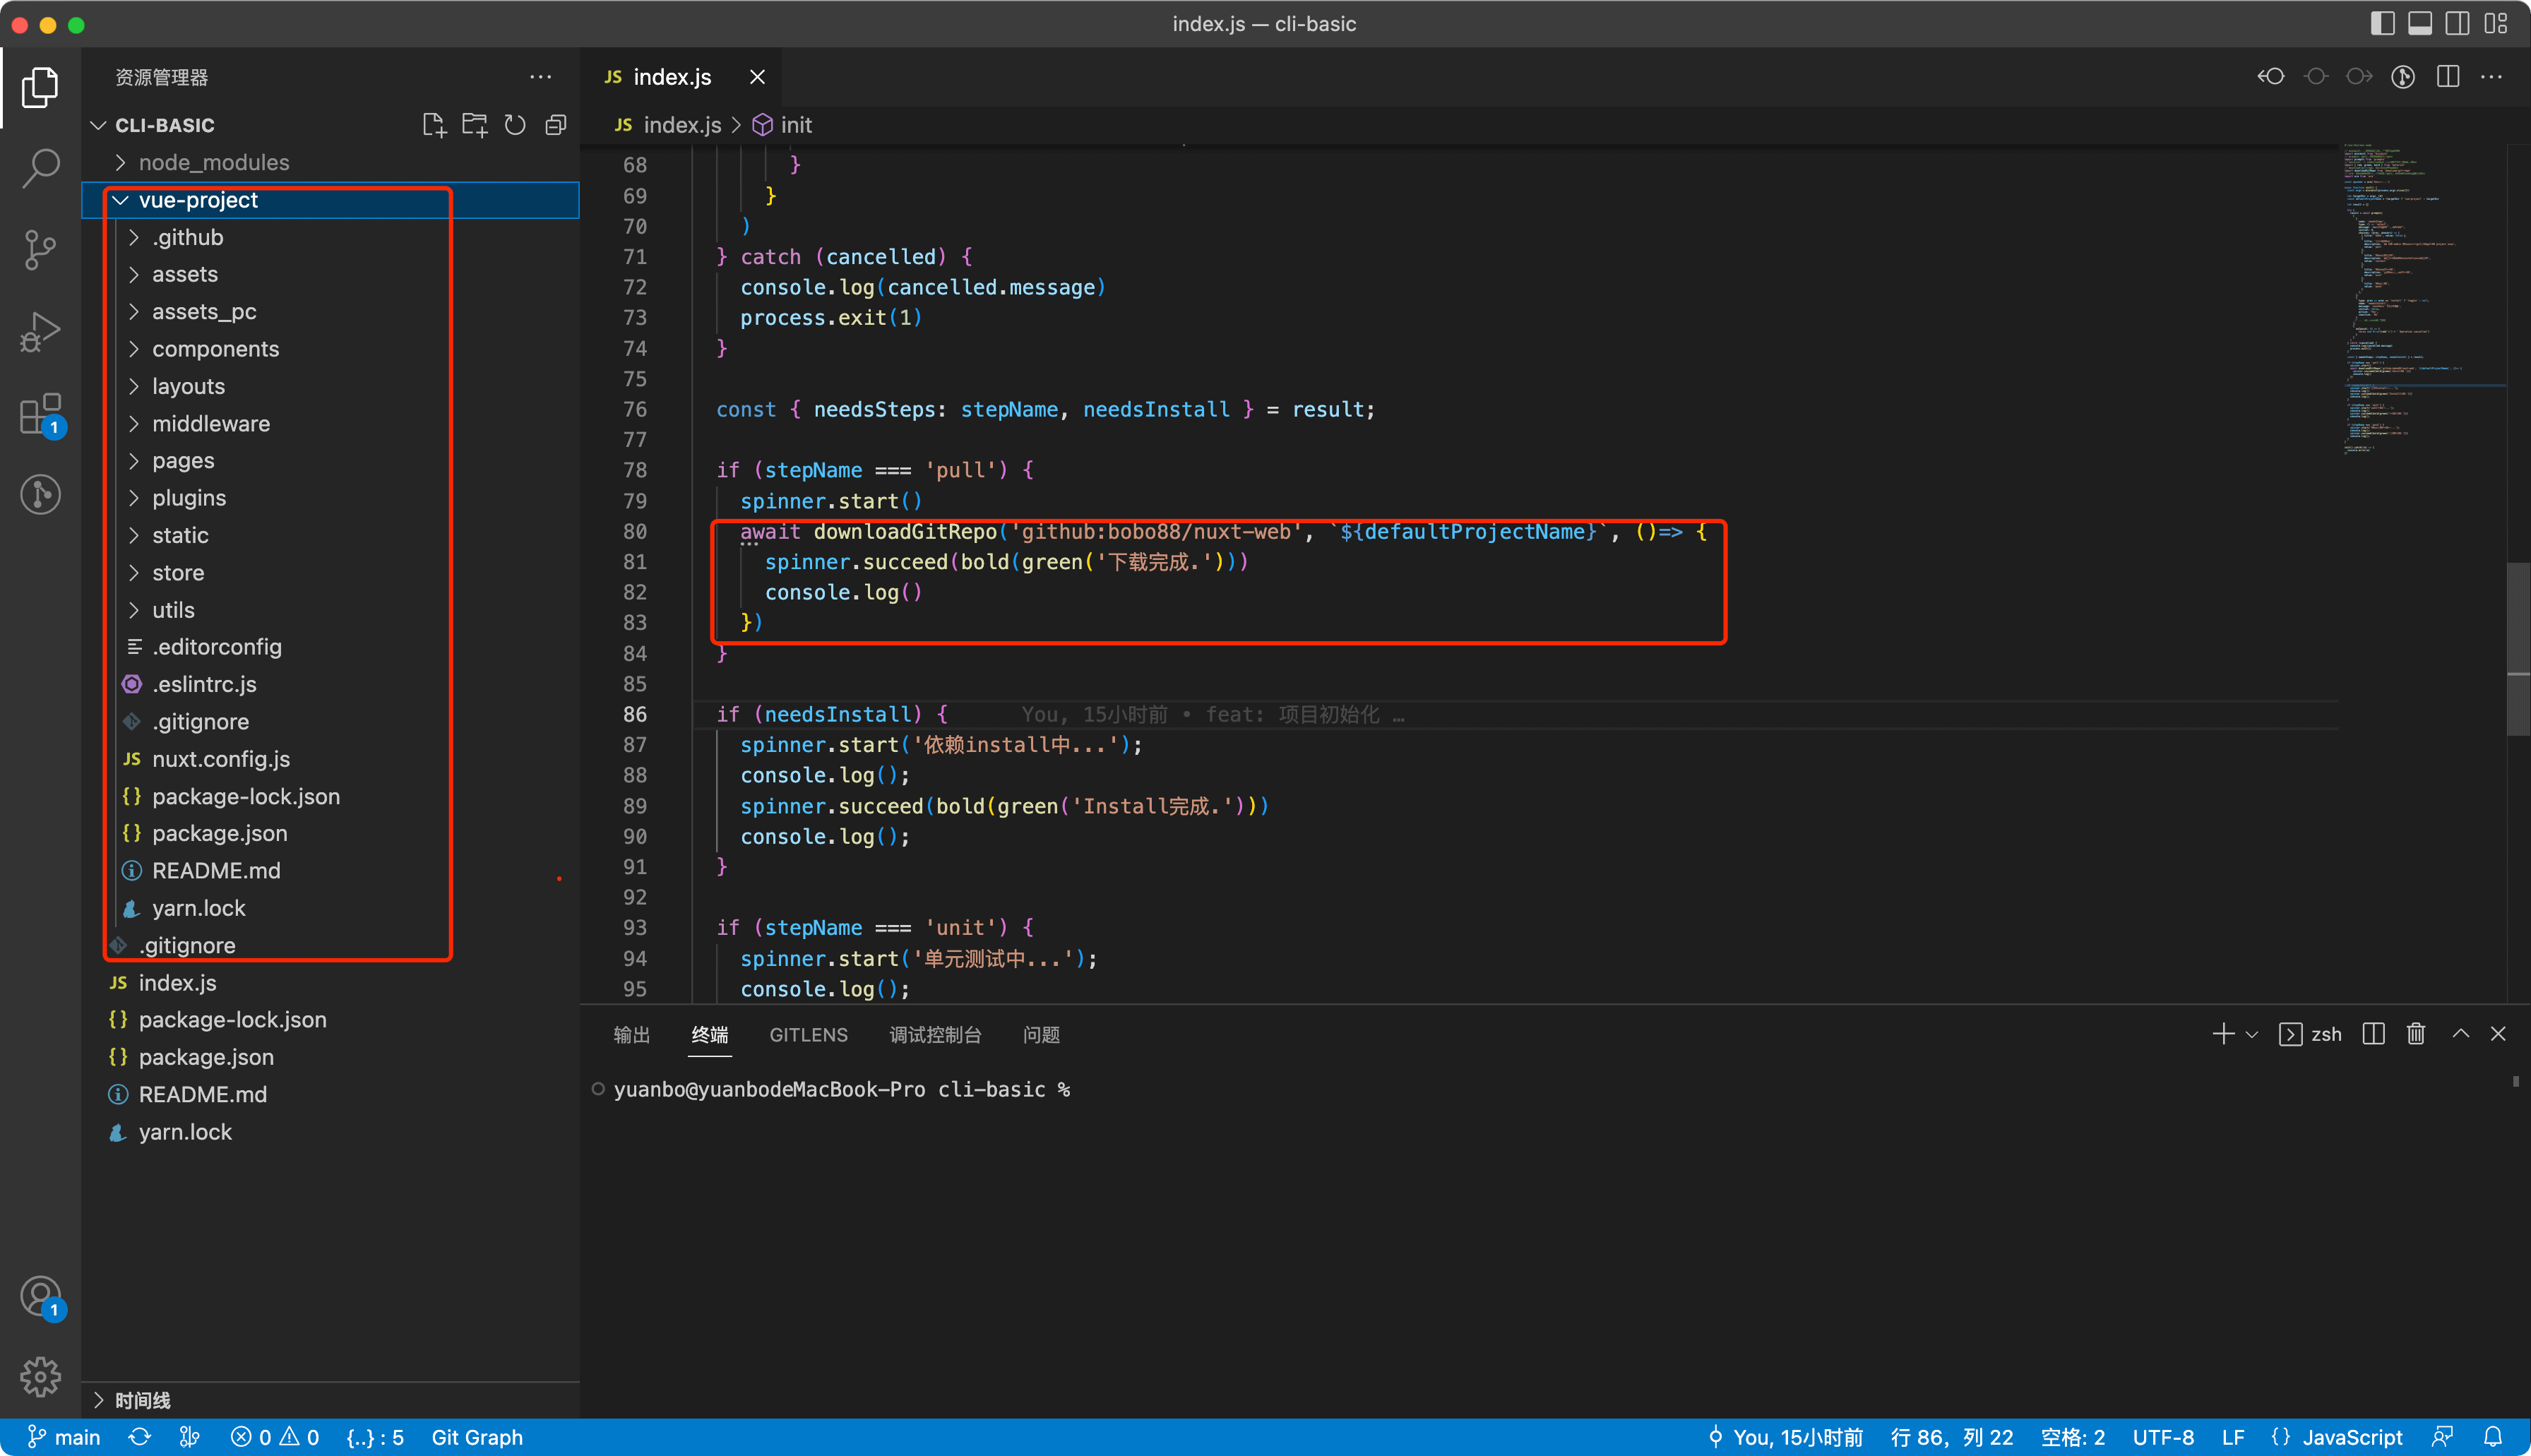 index.js — cli-basic
资源管理器
CLI-BASIC
node_modules
vue-project
.github
assets
assets_pc
components
layouts
middleware
pages
plugins
static
store
utils
.editorconfig
.eslintrc.js
.gitignore
nuxt.config.js
package-lock.json
package.json
README.md
yarn.lock
.gitignore
index.js
package-lock.json
package.json
README.md
yarn.lock
时间线
1
1
JS index.js
JS index.js > init
68 }
69 }
70 )
71 } catch (cancelled) {
72 console.log(cancelled.message)
73 process.exit(1)
74 }
75
76 const { needsSteps: stepName, needsInstall } = result;
77
78 if (stepName === 'pull') {
79 spinner.start()
80 await downloadGitRepo('github:bobo88/nuxt-web', `${defaultProjectName}`, ()=> {
81 spinner.succeed(bold(green('下载完成.')))
82 console.log()
83 })
84 }
85
86 if (needsInstall) { You, 15小时前 • feat: 项目初始化 …
87 spinner.start('依赖install中...');
88 console.log();
89 spinner.succeed(bold(green('Install完成.')))
90 console.log();
91 }
92
93 if (stepName === 'unit') {
94 spinner.start('单元测试中...');
95 console.log();
输出 终端 GITLENS 调试控制台 问题 zsh
yuanbo@yuanbodeMacBook-Pro cli-basic %
main 0 0 {..} : 5 Git Graph You, 15小时前 行 86，列 22 空格: 2 UTF-8 LF {} JavaScript